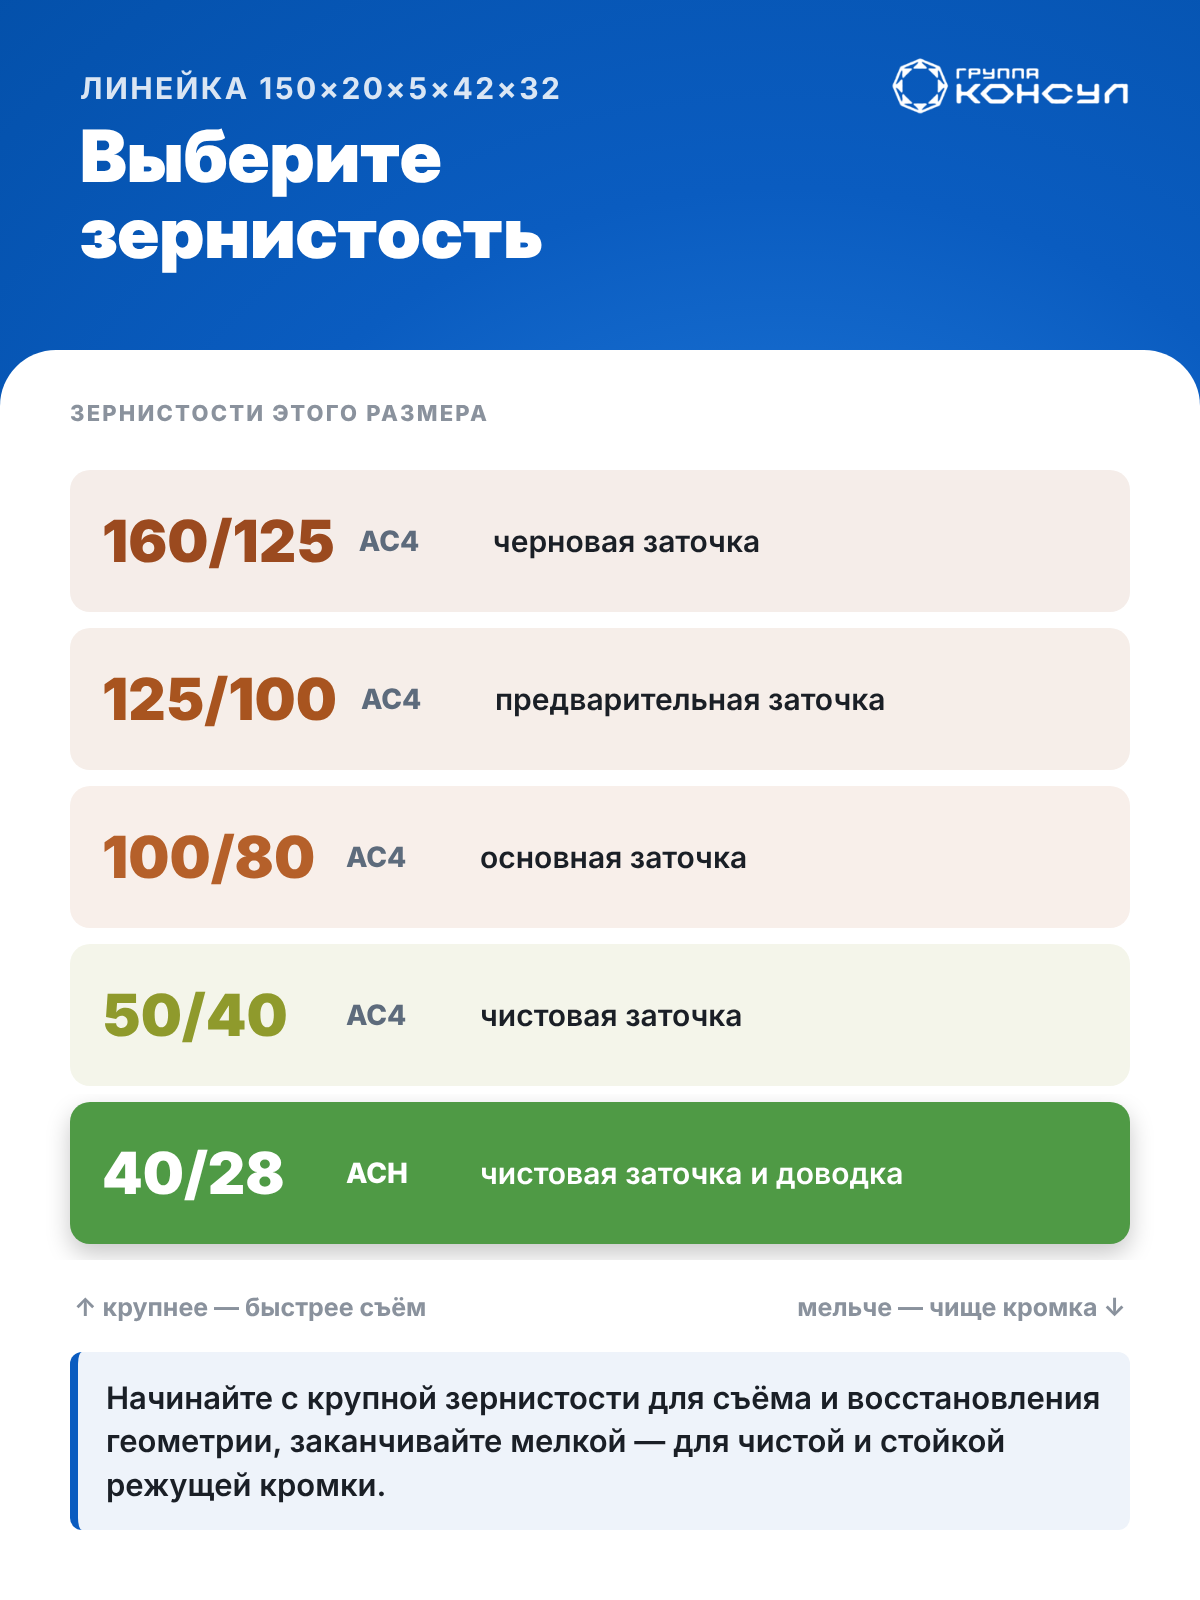 ЛИНЕЙКА 150×20×5×42×32
ГРУППА
КОНСУЛ
Выберите
зернистость
ЗЕРНИСТОСТИ ЭТОГО РАЗМЕРА
160/125 АС4 черновая заточка
125/100 АС4 предварительная заточка
100/80 АС4 основная заточка
50/40 АС4 чистовая заточка
40/28 АСН чистовая заточка и доводка
↑ крупнее — быстрее съём мельче — чище кромка ↓
Начинайте с крупной зернистости для съёма и восстановления
геометрии, заканчивайте мелкой — для чистой и стойкой
режущей кромки.